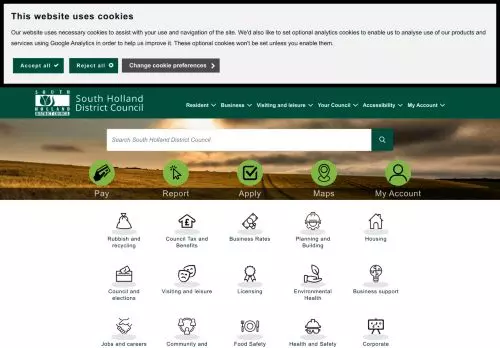 This website uses cookies
Our website uses necessary cookies to assist with your use and navigation of the site. We'd also like to set optional analytics cookies to enable us to analyse use of our products and
services using Google Analytics in order to help us improve it. These optional cookies won't be set unless you enable them.
Accept all
Reject all
Change cookie preferences
SOUTH
HOLLAND
DISTRICT COUNCIL
South Holland
District Council
Resident
Business
Visiting and leisure
Your Council
Accessibility
My Account
Search South Holland District Council
Pay
Report
Apply
Maps
My Account
Rubbish and
recycling
Council Tax and
Benefits
Business Rates
Planning and
Building
Housing
Council and
elections
Visiting and leisure
Licensing
Environmental
Health
Business support
Jobs and careers
Community and
Food Safety
Health and Safety
Corporate